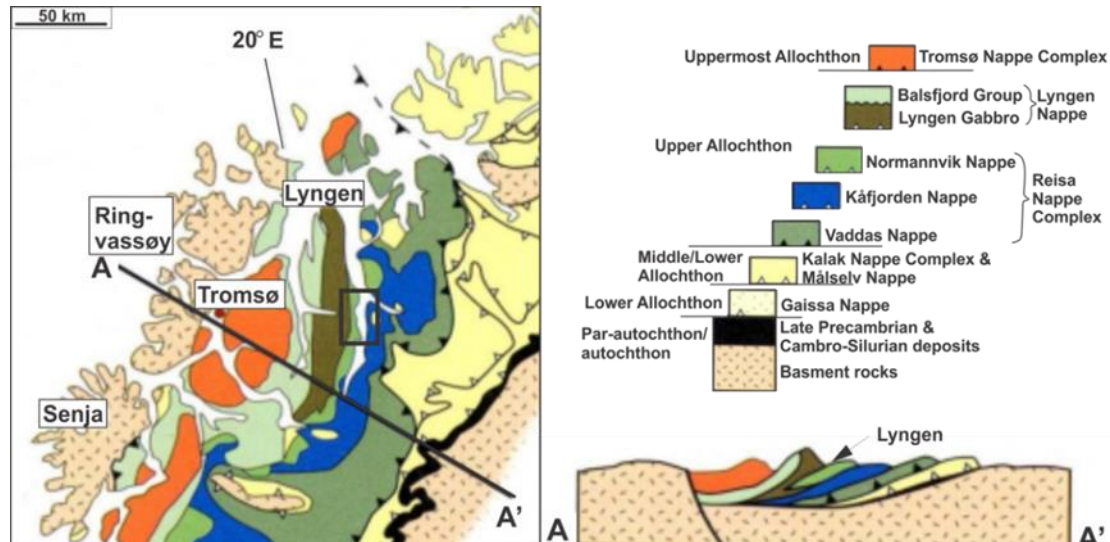 50 km
20° E
Lyngen
Ring-
vassøy
A
Tromsø
Senja
A'
Uppermost Allochthon
Tromsø Nappe Complex
Balsfjord Group
Lyngen Gabbro
Lyngen
Nappe
Upper Allochthon
Normannvik Nappe
Kåfjorden Nappe
Vaddas Nappe
Reisa
Nappe
Complex
Middle/Lower
Allochthon
Kalak Nappe Complex &
Målselv Nappe
Lower Allochthon
Gaissa Nappe
Par-autochthon/
autochthon
Late Precambrian &
Cambro-Silurian deposits
Basment rocks
Lyngen
A
A'